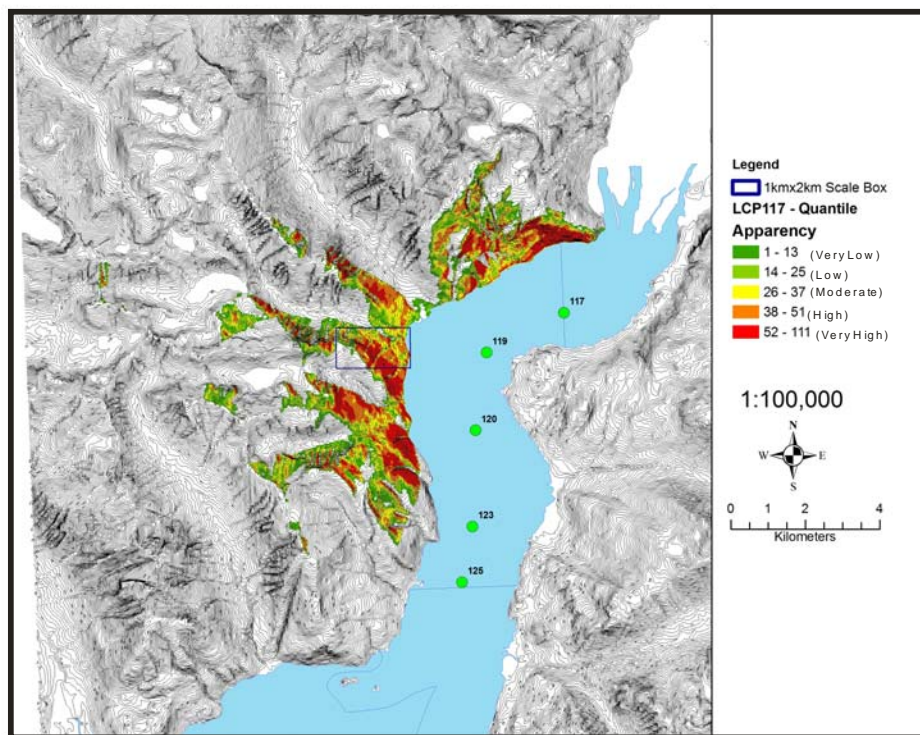 117
119
120
123
125
Legend
1kmx2km Scale Box
LCP117 - Quantile
Apparency
1 - 13 (Very Low)
14 - 25 (Low)
26 - 37 (Moderate)
38 - 51 (High)
52 - 111 (Very High)
1:100,000
N
W E
S
0 1 2 4
Kilometers